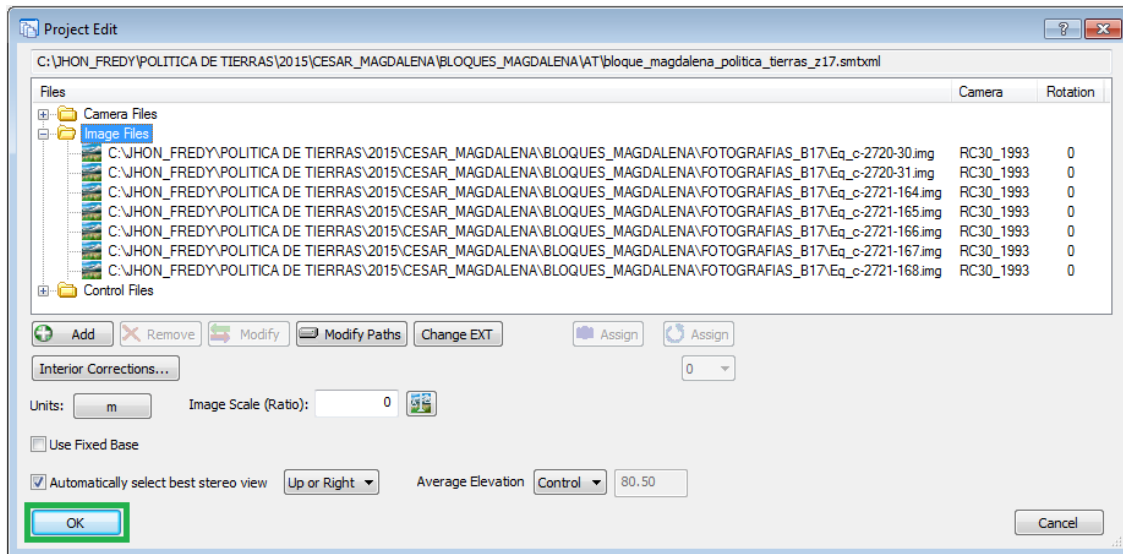 Project Edit
C:\JHON_FREDY\POLITICA DE TIERRAS\2015\CESAR_MAGDALENA\BLOQUES_MAGDALENA\AT\bloque_magdalena_politica_tierras_z17.smtxml
Files Camera Rotation
Camera Files
Image Files
C:\JHON_FREDY\POLITICA DE TIERRAS\2015\CESAR_MAGDALENA\BLOQUES_MAGDALENA\FOTOGRAFIAS_B17\Eq_c-2720-30.img RC30_1993 0
C:\JHON_FREDY\POLITICA DE TIERRAS\2015\CESAR_MAGDALENA\BLOQUES_MAGDALENA\FOTOGRAFIAS_B17\Eq_c-2720-31.img RC30_1993 0
C:\JHON_FREDY\POLITICA DE TIERRAS\2015\CESAR_MAGDALENA\BLOQUES_MAGDALENA\FOTOGRAFIAS_B17\Eq_c-2721-164.img RC30_1993 0
C:\JHON_FREDY\POLITICA DE TIERRAS\2015\CESAR_MAGDALENA\BLOQUES_MAGDALENA\FOTOGRAFIAS_B17\Eq_c-2721-165.img RC30_1993 0
C:\JHON_FREDY\POLITICA DE TIERRAS\2015\CESAR_MAGDALENA\BLOQUES_MAGDALENA\FOTOGRAFIAS_B17\Eq_c-2721-166.img RC30_1993 0
C:\JHON_FREDY\POLITICA DE TIERRAS\2015\CESAR_MAGDALENA\BLOQUES_MAGDALENA\FOTOGRAFIAS_B17\Eq_c-2721-167.img RC30_1993 0
C:\JHON_FREDY\POLITICA DE TIERRAS\2015\CESAR_MAGDALENA\BLOQUES_MAGDALENA\FOTOGRAFIAS_B17\Eq_c-2721-168.img RC30_1993 0
Control Files
Add Remove Modify Modify Paths Change EXT Assign Assign
Interior Corrections... 0
Units: m Image Scale (Ratio): 0
Use Fixed Base
Automatically select best stereo view Up or Right Average Elevation Control 80.50
OK Cancel